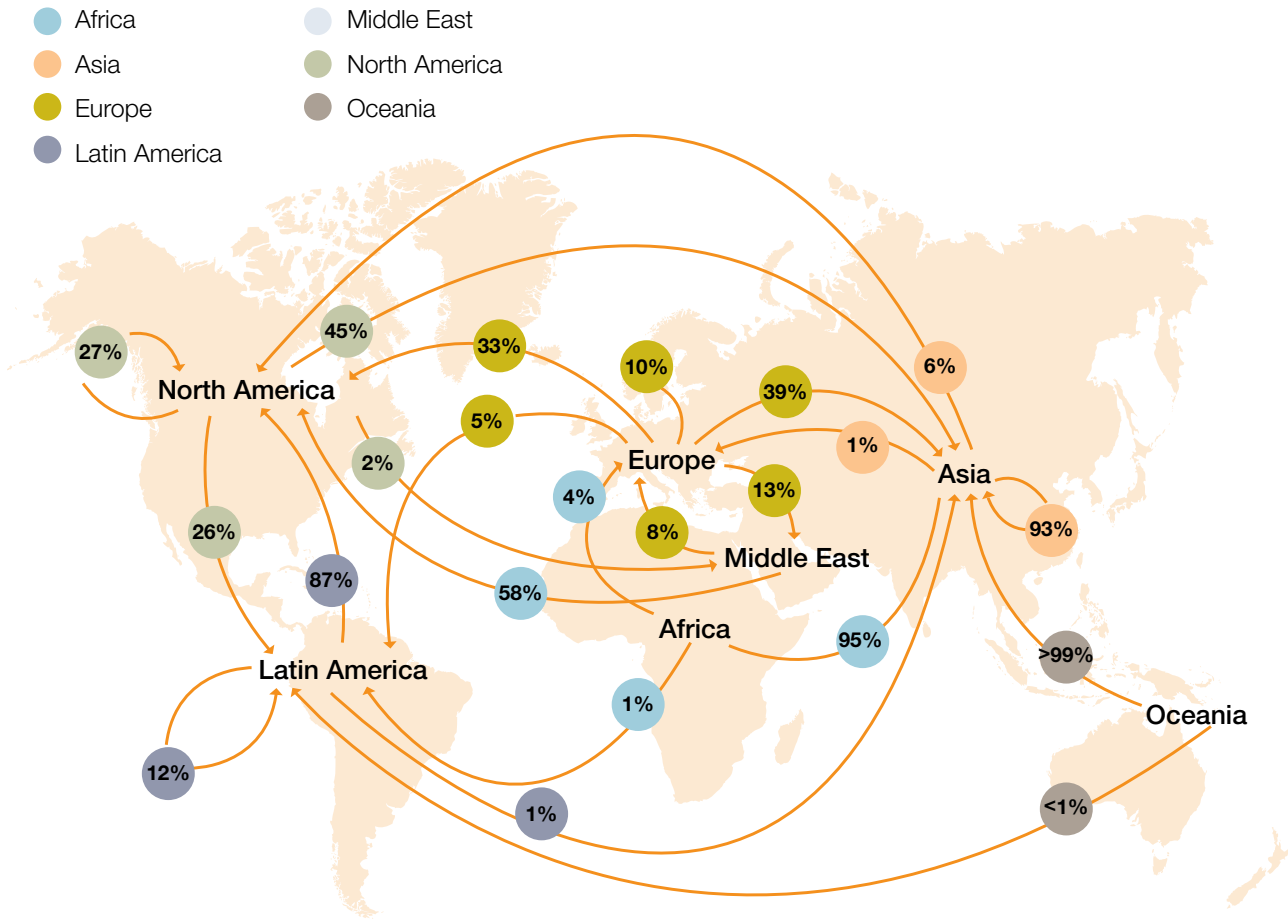 Africa
Asia
Europe
Latin America
Middle East
North America
Oceania
27%
45%
33%
10%
39%
6%
North America
5%
2%
Europe
1%
Asia
4%
13%
93%
26%
8%
Middle East
87%
58%
Africa
95%
>99%
Latin America
1%
Oceania
12%
1%
<1%